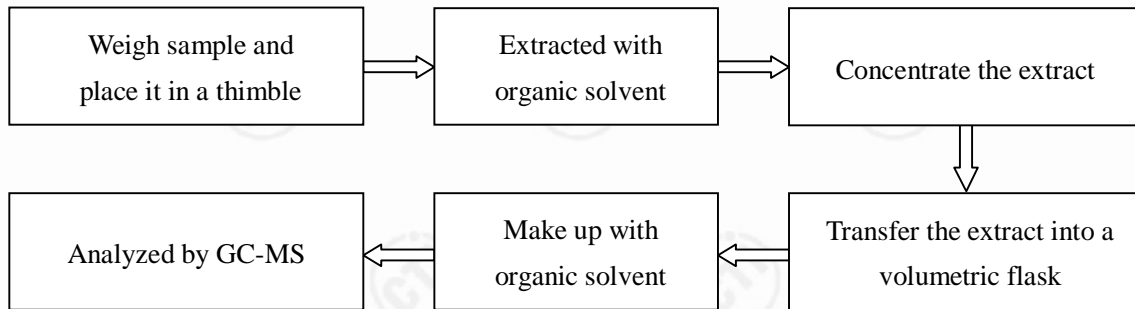 Weigh sample and
place it in a thimble
Extracted with
organic solvent
Concentrate the extract
Transfer the extract into a
volumetric flask
Make up with
organic solvent
Analyzed by GC-MS